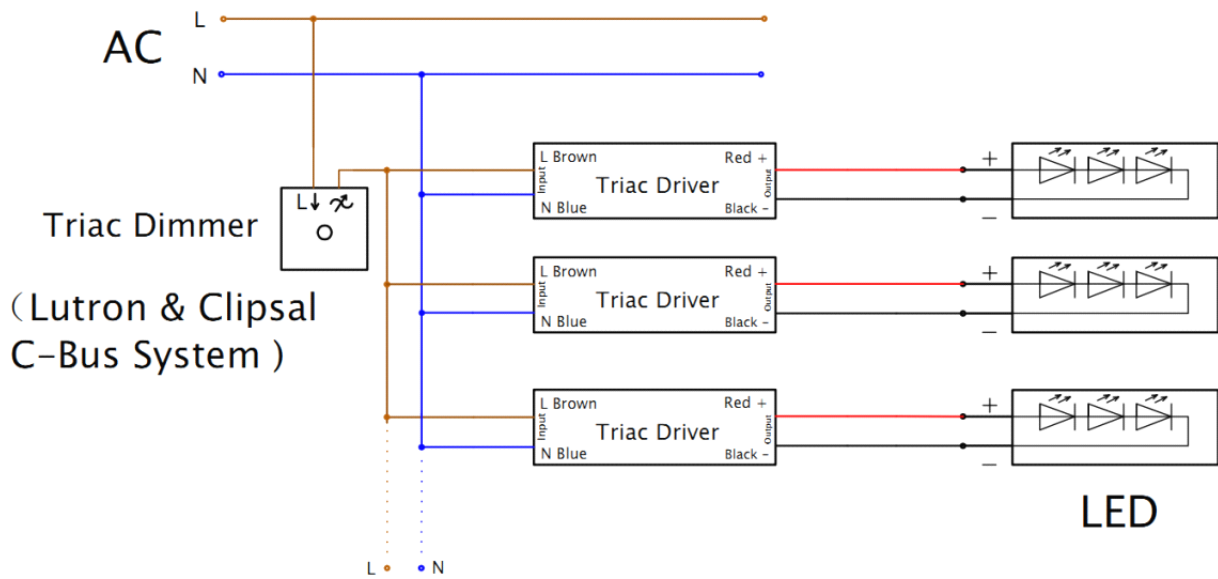 L
AC
N
L Brown
Red +
Input
Triac Driver
Output
N Blue
Black -
+
−
L
Triac Dimmer
(Lutron & Clipsal
C-Bus System )
L Brown
Red +
Input
Triac Driver
Output
N Blue
Black -
+
−
L Brown
Red +
Input
Triac Driver
Output
N Blue
Black -
+
−
LED
L
N